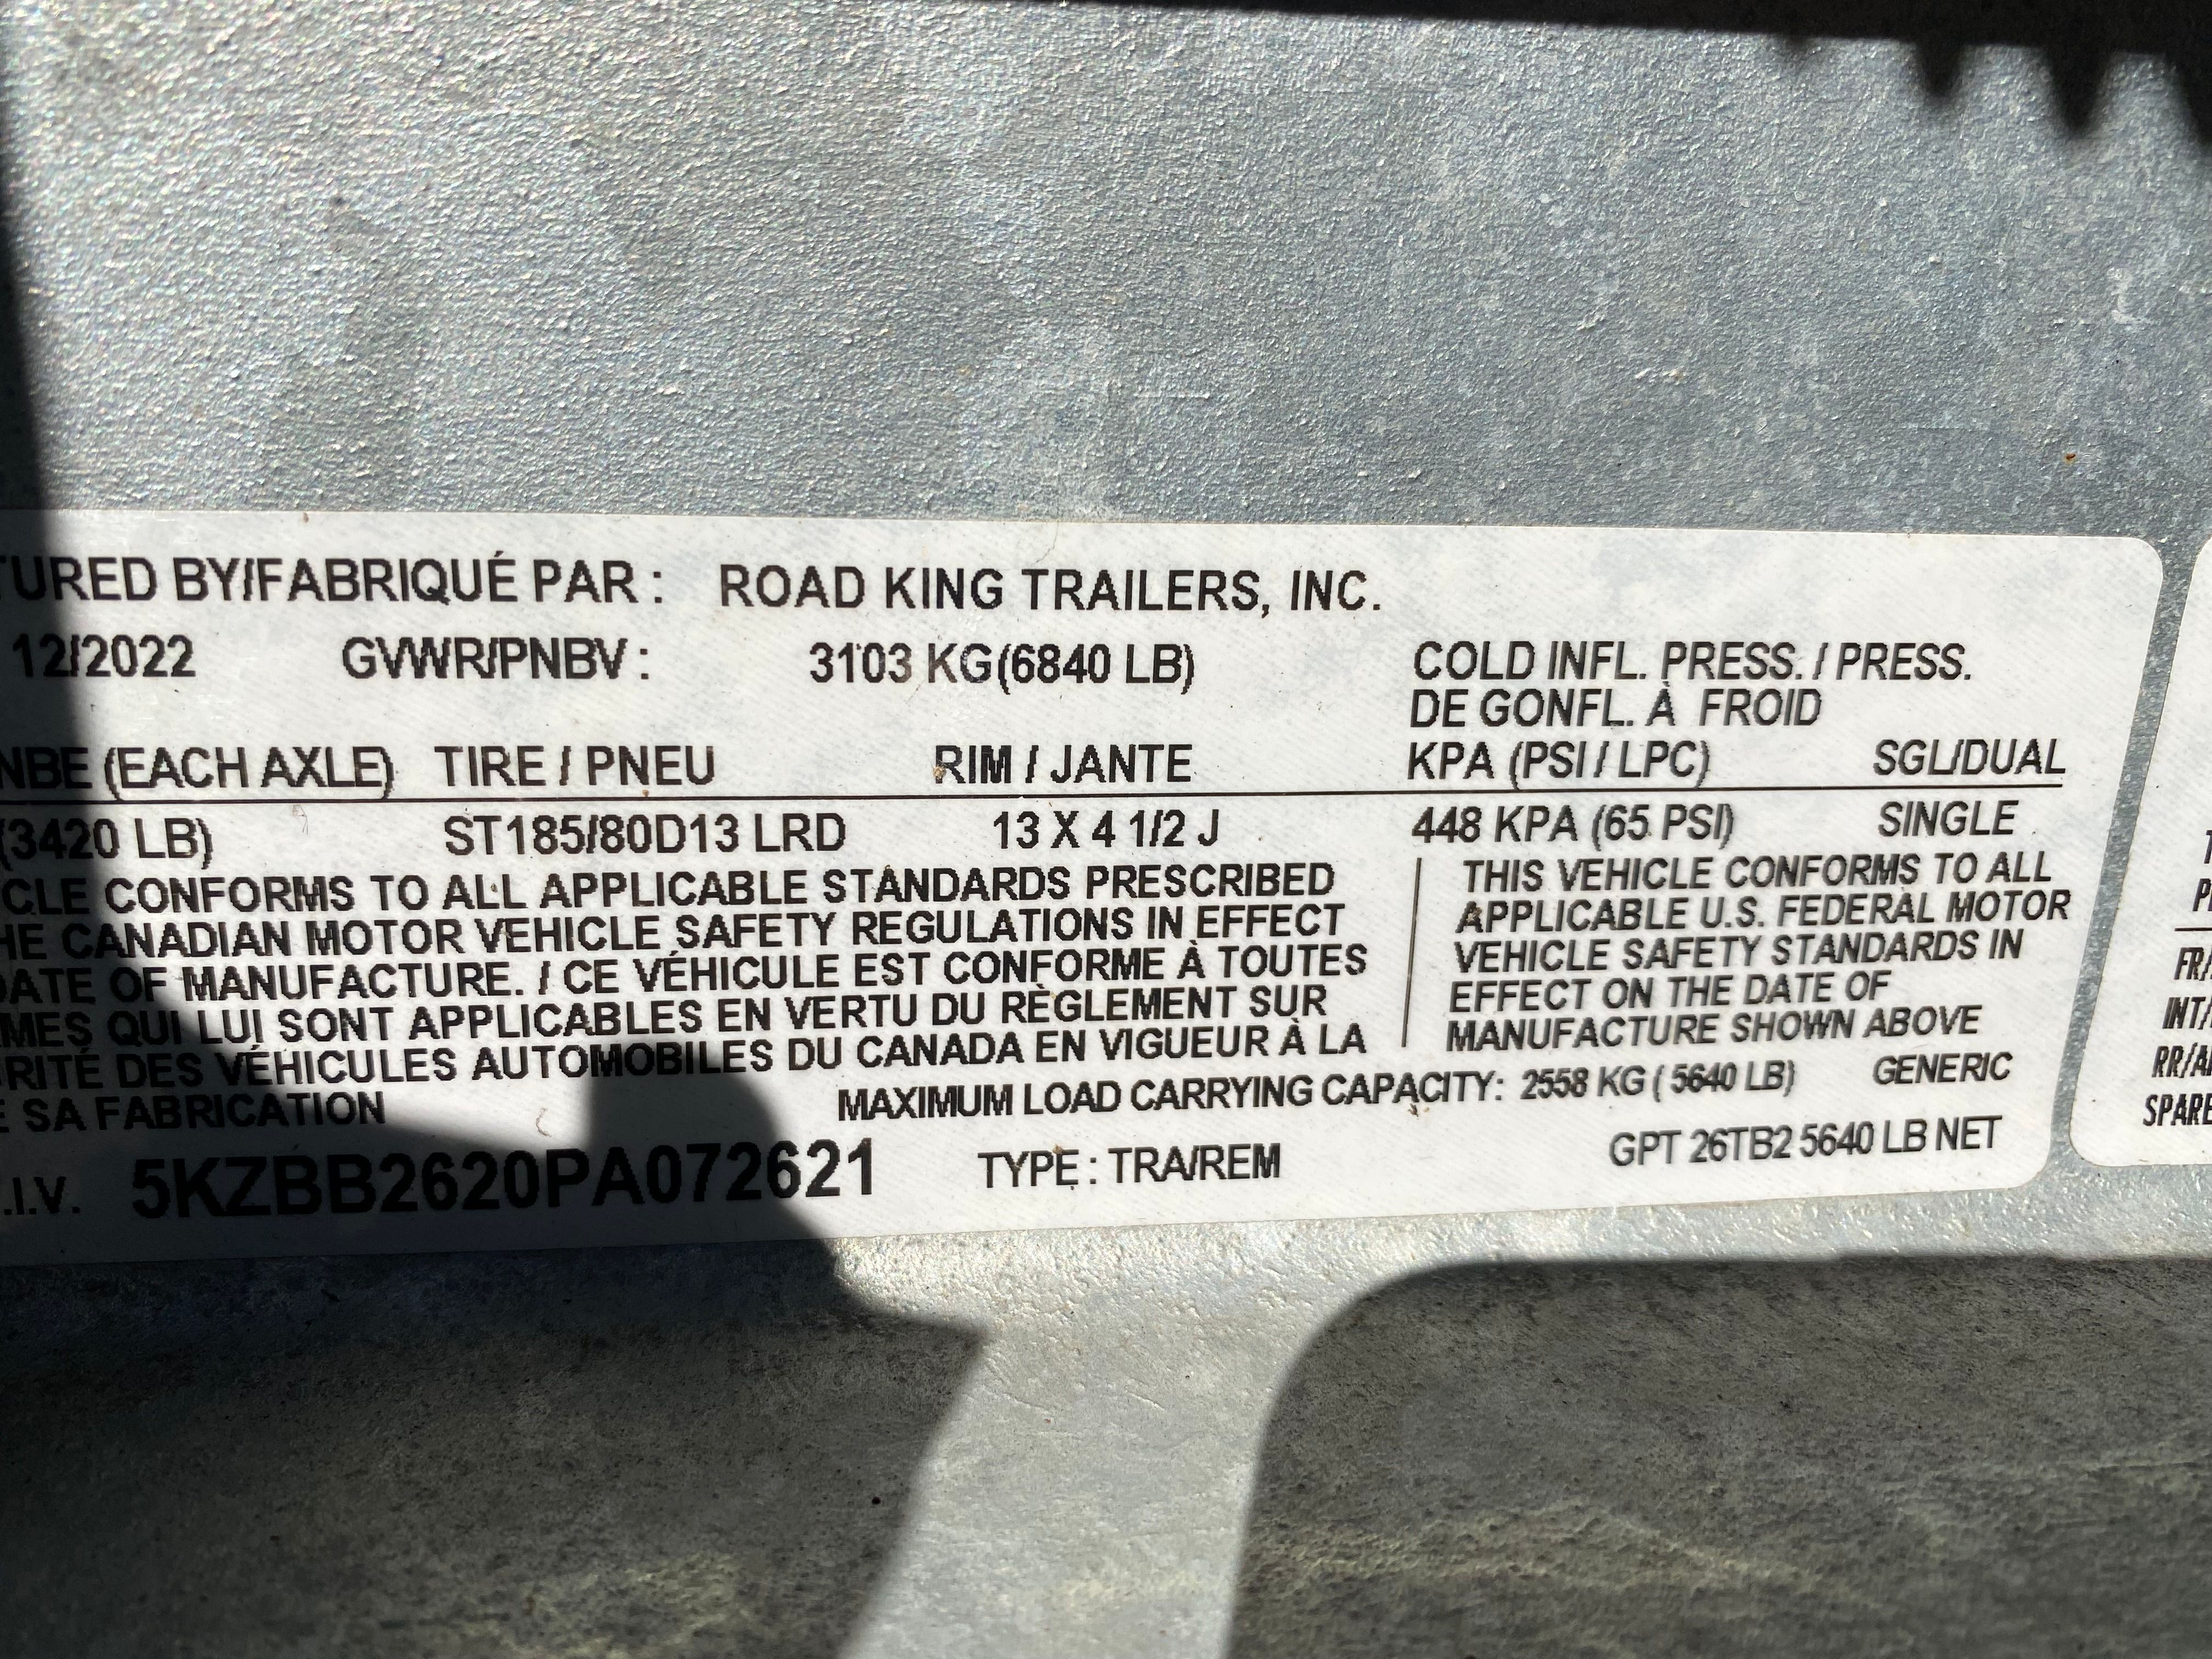 TURED BY/FABRIQUÉ PAR : ROAD KING TRAILERS, INC.
12/2022 GVWR/PNBV : 3103 KG(6840 LB) COLD INFL. PRESS. / PRESS.
DE GONFL. À FROID
NBE (EACH AXLE) TIRE / PNEU RIM / JANTE KPA (PSI / LPC) SGL/DUAL
(3420 LB) ST185/80D13 LRD 13 X 4 1/2 J 448 KPA (65 PSI) SINGLE
CLE CONFORMS TO ALL APPLICABLE STANDARDS PRESCRIBED
HE CANADIAN MOTOR VEHICLE SAFETY REGULATIONS IN EFFECT
DATE OF MANUFACTURE. / CE VÉHICULE EST CONFORME À TOUTES
MES QUI LUI SONT APPLICABLES EN VERTU DU RÈGLEMENT SUR
RITÉ DES VÉHICULES AUTOMOBILES DU CANADA EN VIGUEUR À LA
E SA FABRICATION
THIS VEHICLE CONFORMS TO ALL
APPLICABLE U.S. FEDERAL MOTOR
VEHICLE SAFETY STANDARDS IN
EFFECT ON THE DATE OF
MANUFACTURE SHOWN ABOVE
MAXIMUM LOAD CARRYING CAPACITY: 2558 KG ( 5640 LB) GENERIC
.I.V. 5KZBB2620PA072621 TYPE : TRA/REM GPT 26TB2 5640 LB NET
FR/
INT/
RR/A
SPARE